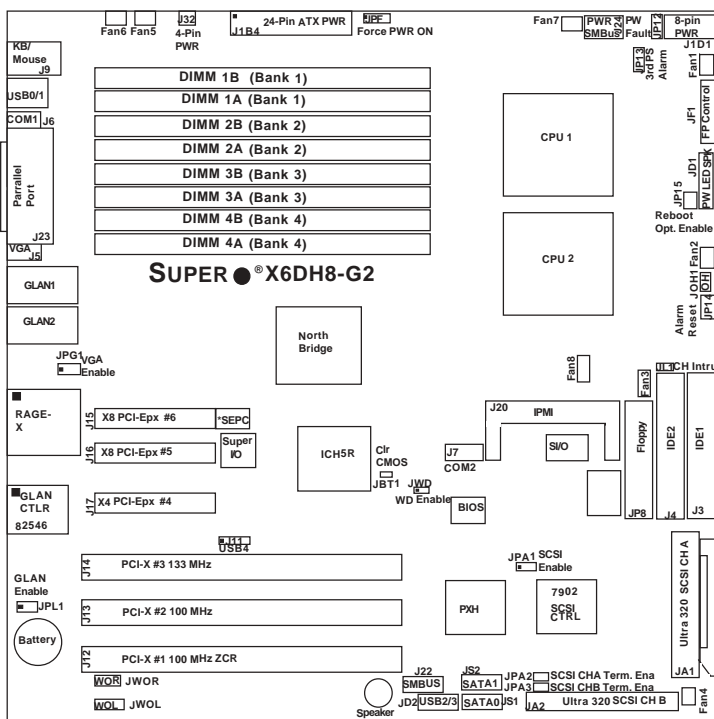 Fan6 Fan5
J32
4-Pin
PWR
24-Pin ATX PWR
J1B4
JPF
Force PWR ON
Fan7
PWR
SMBus
J24
PW
Fault
JP12
8-pin
PWR
J1D1
JP13
3rd PS
Alarm
Fan1
KB/
Mouse
J9
USB0/1
COM1
J6
Parrallel
Port
J23
VGA
J5
DIMM 1B (Bank 1)
DIMM 1A (Bank 1)
DIMM 2B (Bank 2)
DIMM 2A (Bank 2)
DIMM 3B (Bank 3)
DIMM 3A (Bank 3)
DIMM 4B (Bank 4)
DIMM 4A (Bank 4)
CPU 1
CPU 2
JF1
FP Control
JD1
PW LED SPK
JP15
Reboot
Opt. Enable
Fan2
JOH1
OH
JP14
Alarm
Reset
SUPER ● ® X6DH8-G2
GLAN1
GLAN2
North
Bridge
JPG1
VGA
Enable
Fan8
Fan3
JL1
CH Intru
RAGE-
X
J15
X8 PCI-Epx #6
*SEPC
J16
X8 PCI-Epx #5
Super
I/O
ICH5R
Clr
CMOS
JBT1
J20
IPMI
J7
COM2
SI/O
Floppy
JP8
IDE2
J4
IDE1
J3
JWD
WD Enable
BIOS
GLAN
CTLR
82546
J17
X4 PCI-Epx #4
J11
USB4
J14
PCI-X #3 133 MHz
JPA1
SCSI
Enable
GLAN
Enable
JPL1
J13
PCI-X #2 100 MHz
PXH
7902
SCSI
CTRL
Ultra 320 SCSI CH A
JA1
Battery
J12
PCI-X #1 100 MHz ZCR
WOR
JWOR
WOL
JWOL
Speaker
J22
SMBUS
JD2
USB2/3
JS2
SATA1
SATA0
JS1
JPA2
SCSI CHA Term. Ena
JPA3
SCSI CHB Term. Ena
JA2
Ultra 320 SCSI CH B
Fan4